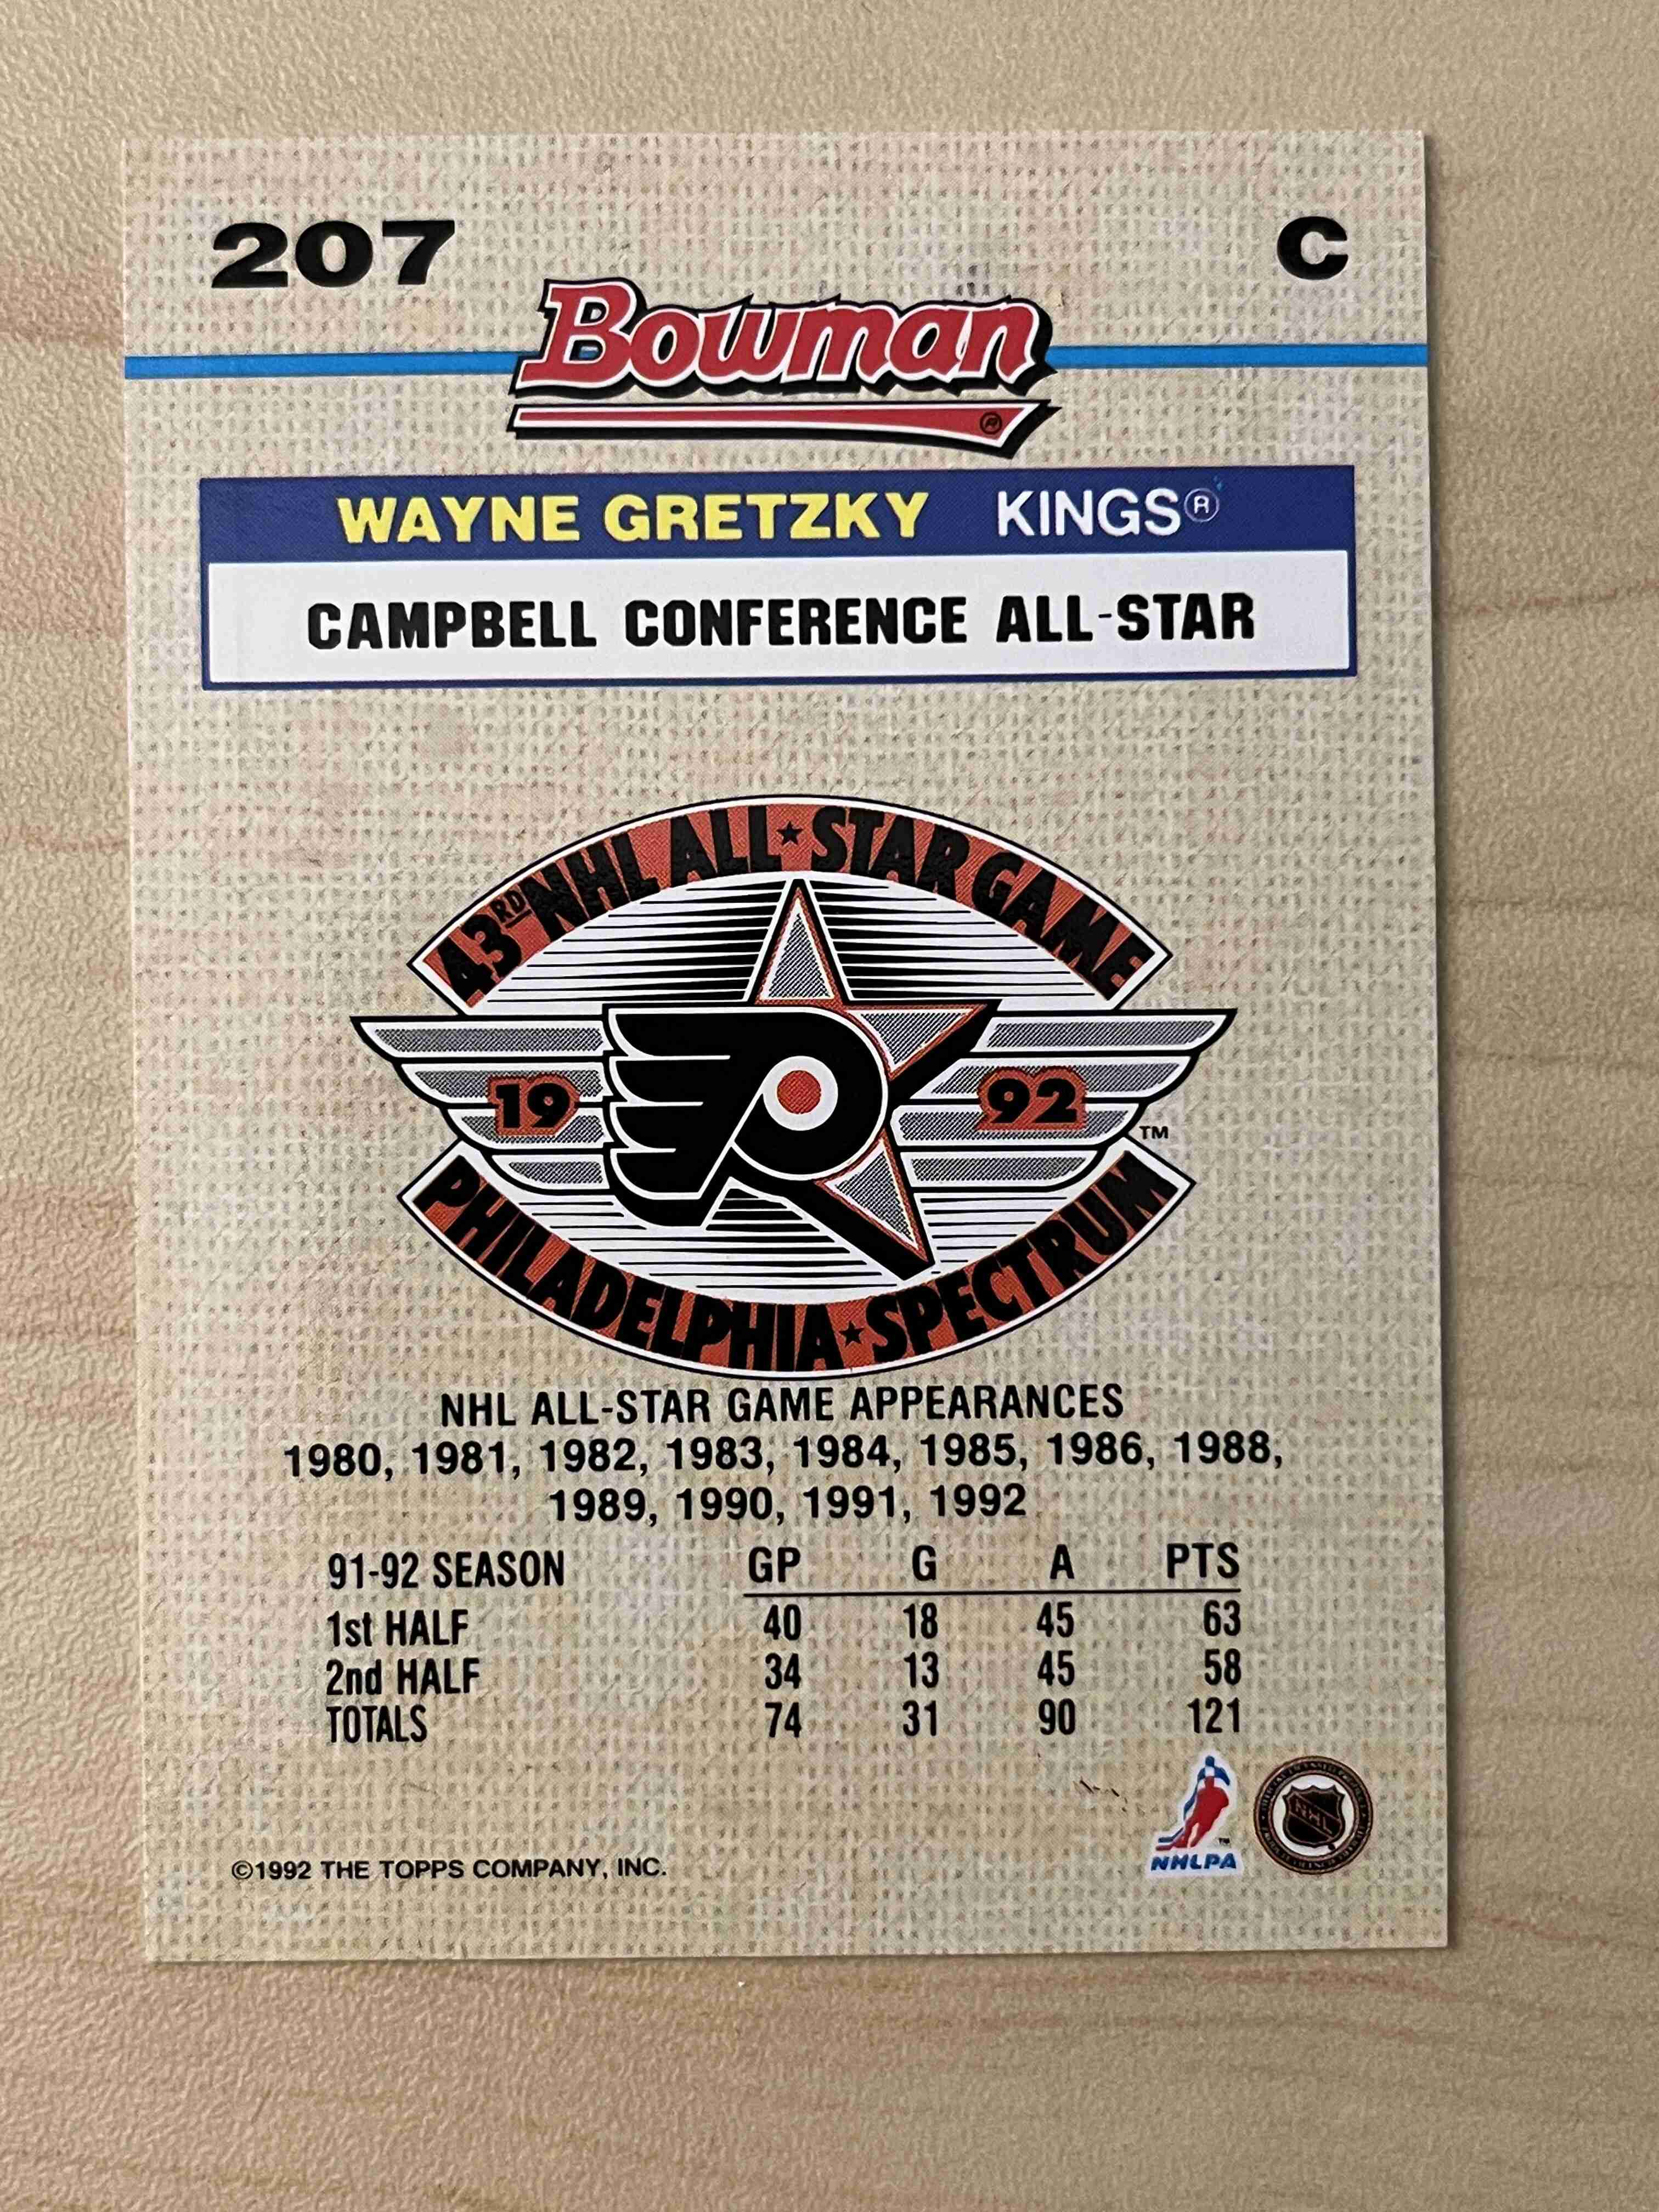 207 C
Bowman
®
WAYNE GRETZKY KINGS®
CAMPBELL CONFERENCE ALL-STAR
43RD NHL ALL★STAR GAME
19 92
TM
PHILADELPHIA★SPECTRUM
NHL ALL-STAR GAME APPEARANCES
1980, 1981, 1982, 1983, 1984, 1985, 1986, 1988,
1989, 1990, 1991, 1992
91-92 SEASON GP G A PTS
1st HALF 40 18 45 63
2nd HALF 34 13 45 58
TOTALS 74 31 90 121
TM
NHLPA
NHL
©1992 THE TOPPS COMPANY, INC.